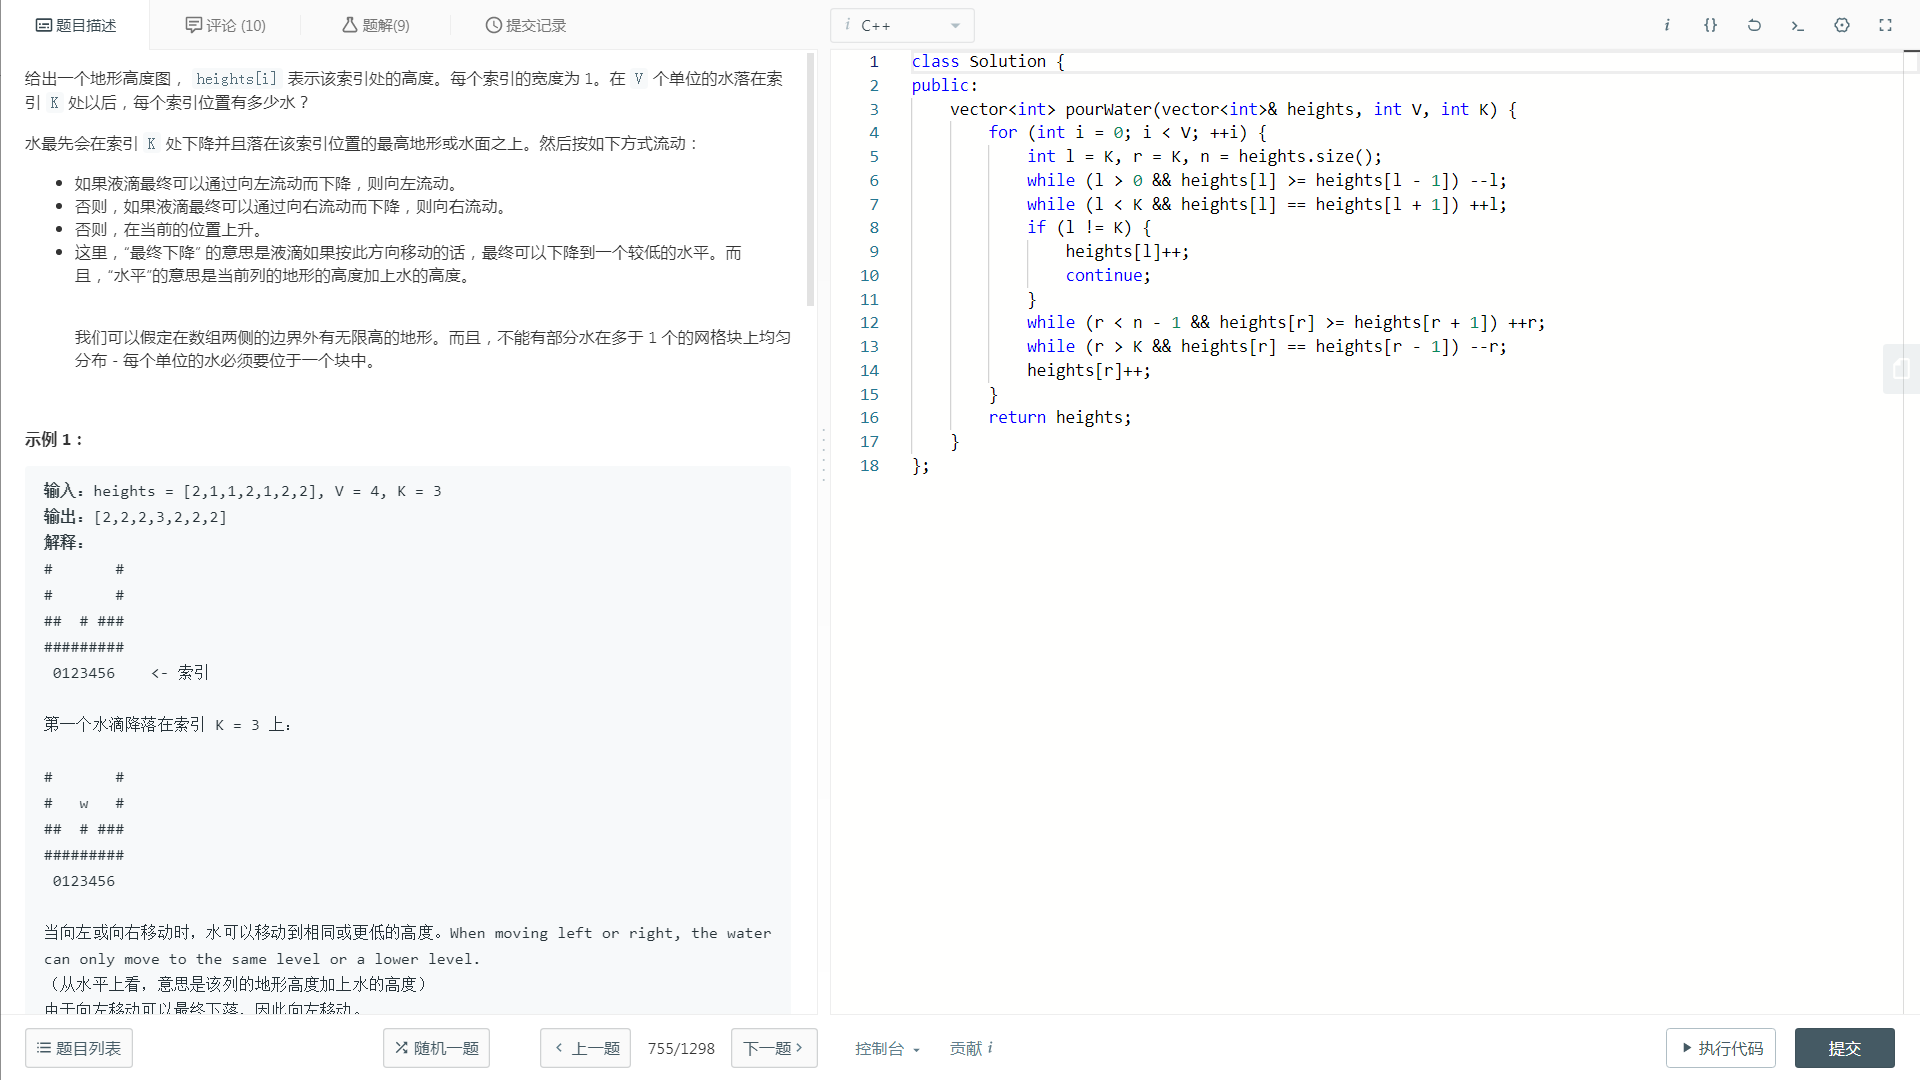 题目描述
评论 (10)
题解(9)
提交记录
i C++
给出一个地形高度图， heights[i] 表示该索引处的高度。每个索引的宽度为 1。在 V 个单位的水落在索
引 K 处以后，每个索引位置有多少水？
水最先会在索引 K 处下降并且落在该索引位置的最高地形或水面之上。然后按如下方式流动：
如果液滴最终可以通过向左流动而下降，则向左流动。
否则，如果液滴最终可以通过向右流动而下降，则向右流动。
否则，在当前的位置上升。
这里，“最终下降” 的意思是液滴如果按此方向移动的话，最终可以下降到一个较低的水平。而
且，“水平”的意思是当前列的地形的高度加上水的高度。
我们可以假定在数组两侧的边界外有无限高的地形。而且，不能有部分水在多于 1 个的网格块上均匀
分布 - 每个单位的水必须要位于一个块中。
示例 1：
输入：heights = [2,1,1,2,1,2,2], V = 4, K = 3
输出：[2,2,2,3,2,2,2]
解释：
#       #
#       #
##  # ###
#########
 0123456    <- 索引
第一个水滴降落在索引 K = 3 上：
#       #
#   w   #
##  # ###
#########
 0123456
当向左或向右移动时，水可以移动到相同或更低的高度。When moving left or right, the water
can only move to the same level or a lower level.
（从水平上看，意思是该列的地形高度加上水的高度）
由于向左移动可以最终下落，因此向左移动。
1 class Solution {
2 public:
3     vector<int> pourWater(vector<int>& heights, int V, int K) {
4         for (int i = 0; i < V; ++i) {
5             int l = K, r = K, n = heights.size();
6             while (l > 0 && heights[l] >= heights[l - 1]) --l;
7             while (l < K && heights[l] == heights[l + 1]) ++l;
8             if (l != K) {
9                 heights[l]++;
10                 continue;
11             }
12             while (r < n - 1 && heights[r] >= heights[r + 1]) ++r;
13             while (r > K && heights[r] == heights[r - 1]) --r;
14             heights[r]++;
15         }
16         return heights;
17     }
18 };
题目列表
随机一题
上一题
755/1298
下一题
控制台
贡献 i
执行代码
提交